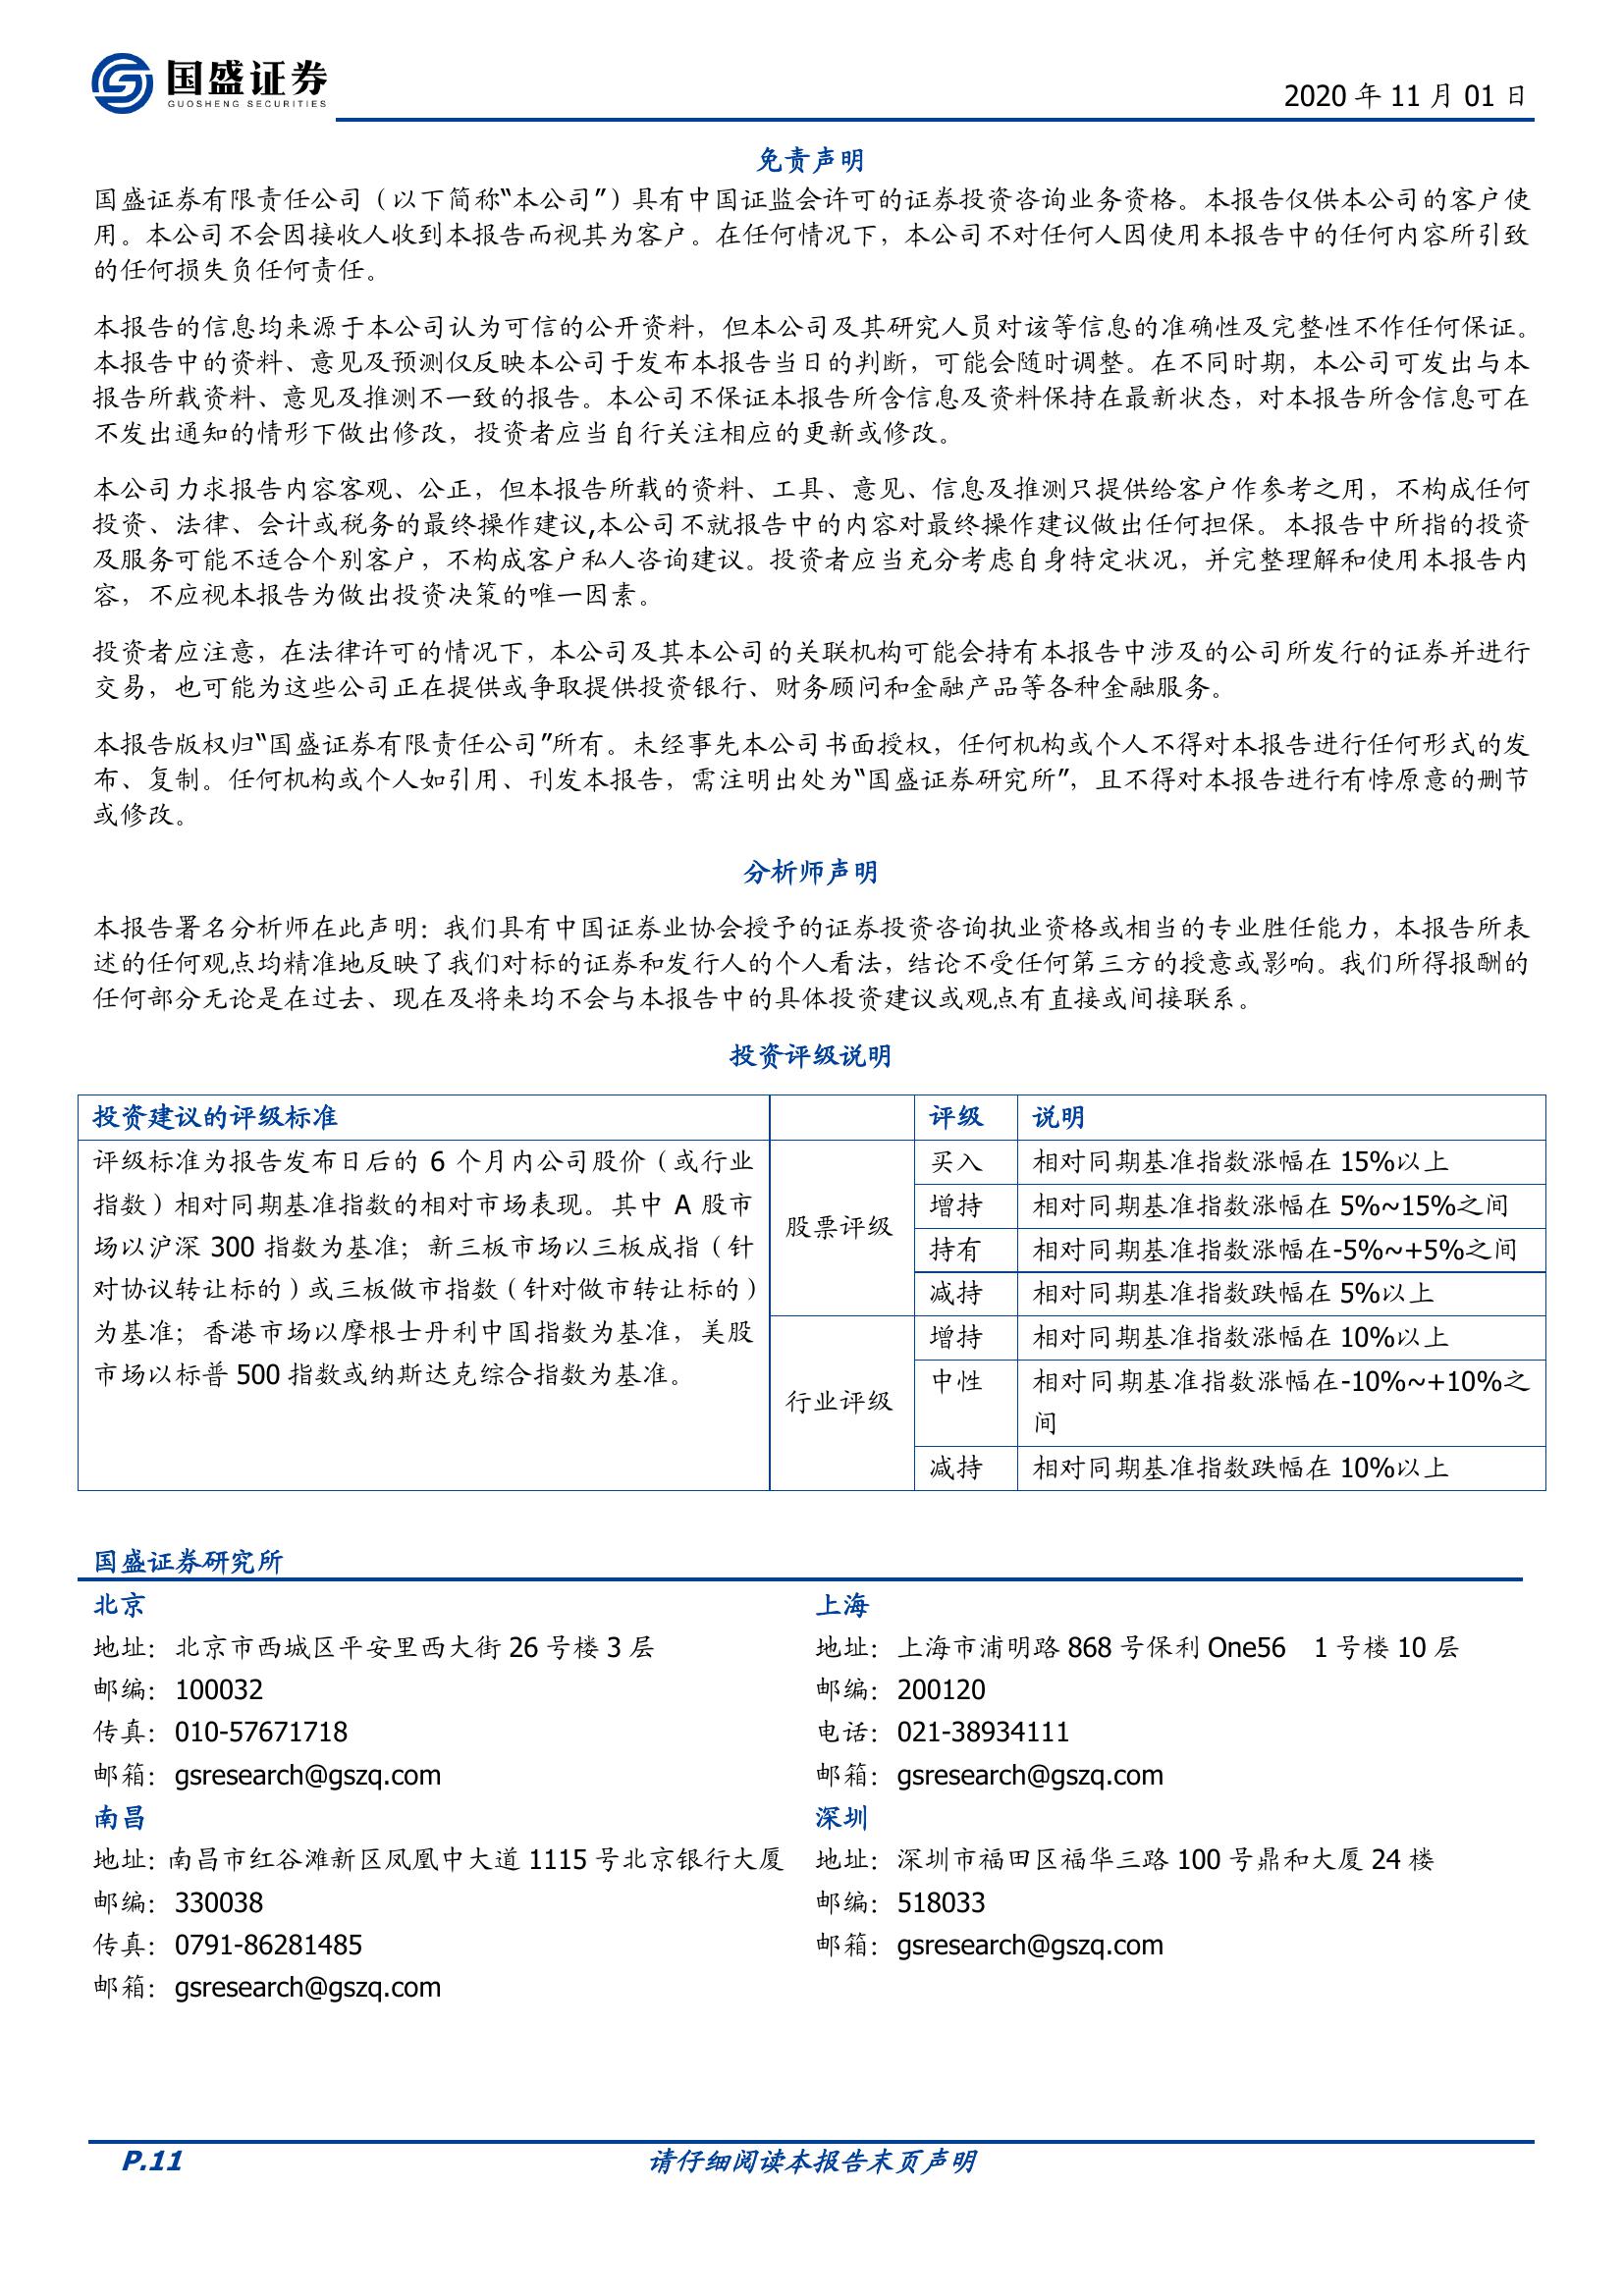 国盛证券
GUOSHENG SECURITIES
2020 年 11 月 01 日
免责声明
国盛证券有限责任公司（以下简称“本公司”）具有中国证监会许可的证券投资咨询业务资格。本报告仅供本公司的客户使
用。本公司不会因接收人收到本报告而视其为客户。在任何情况下，本公司不对任何人因使用本报告中的任何内容所引致
的任何损失负任何责任。
本报告的信息均来源于本公司认为可信的公开资料，但本公司及其研究人员对该等信息的准确性及完整性不作任何保证。
本报告中的资料、意见及预测仅反映本公司于发布本报告当日的判断，可能会随时调整。在不同时期，本公司可发出与本
报告所载资料、意见及推测不一致的报告。本公司不保证本报告所含信息及资料保持在最新状态，对本报告所含信息可在
不发出通知的情形下做出修改，投资者应当自行关注相应的更新或修改。
本公司力求报告内容客观、公正，但本报告所载的资料、工具、意见、信息及推测只提供给客户作参考之用，不构成任何
投资、法律、会计或税务的最终操作建议,本公司不就报告中的内容对最终操作建议做出任何担保。本报告中所指的投资
及服务可能不适合个别客户，不构成客户私人咨询建议。投资者应当充分考虑自身特定状况，并完整理解和使用本报告内
容，不应视本报告为做出投资决策的唯一因素。
投资者应注意，在法律许可的情况下，本公司及其本公司的关联机构可能会持有本报告中涉及的公司所发行的证券并进行
交易，也可能为这些公司正在提供或争取提供投资银行、财务顾问和金融产品等各种金融服务。
本报告版权归“国盛证券有限责任公司”所有。未经事先本公司书面授权，任何机构或个人不得对本报告进行任何形式的发
布、复制。任何机构或个人如引用、刊发本报告，需注明出处为“国盛证券研究所”，且不得对本报告进行有悖原意的删节
或修改。
分析师声明
本报告署名分析师在此声明：我们具有中国证券业协会授予的证券投资咨询执业资格或相当的专业胜任能力，本报告所表
述的任何观点均精准地反映了我们对标的证券和发行人的个人看法，结论不受任何第三方的授意或影响。我们所得报酬的
任何部分无论是在过去、现在及将来均不会与本报告中的具体投资建议或观点有直接或间接联系。
投资评级说明
投资建议的评级标准 评级 说明
评级标准为报告发布日后的 6 个月内公司股价（或行业
指数）相对同期基准指数的相对市场表现。其中 A 股市
场以沪深 300 指数为基准；新三板市场以三板成指（针
对协议转让标的）或三板做市指数（针对做市转让标的）
为基准；香港市场以摩根士丹利中国指数为基准，美股
市场以标普 500 指数或纳斯达克综合指数为基准。
股票评级
买入 相对同期基准指数涨幅在 15%以上
增持 相对同期基准指数涨幅在 5%~15%之间
持有 相对同期基准指数涨幅在-5%~+5%之间
减持 相对同期基准指数跌幅在 5%以上
行业评级
增持 相对同期基准指数涨幅在 10%以上
中性 相对同期基准指数涨幅在-10%~+10%之
间
减持 相对同期基准指数跌幅在 10%以上
国盛证券研究所
北京
地址：北京市西城区平安里西大街 26 号楼 3 层
邮编：100032
传真：010-57671718
邮箱：gsresearch@gszq.com
上海
地址：上海市浦明路 868 号保利 One56 1 号楼 10 层
邮编：200120
电话：021-38934111
邮箱：gsresearch@gszq.com
南昌
地址：南昌市红谷滩新区凤凰中大道 1115 号北京银行大厦
邮编：330038
传真：0791-86281485
邮箱：gsresearch@gszq.com
深圳
地址：深圳市福田区福华三路 100 号鼎和大厦 24 楼
邮编：518033
邮箱：gsresearch@gszq.com
P.11 请仔细阅读本报告末页声明